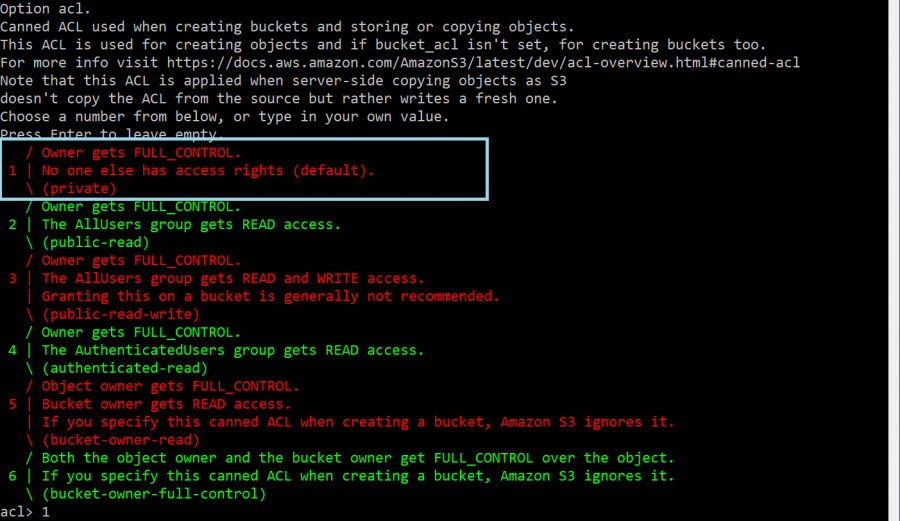 Option acl.
Canned ACL used when creating buckets and storing or copying objects.
This ACL is used for creating objects and if bucket_acl isn't set, for creating buckets too.
For more info visit https://docs.aws.amazon.com/AmazonS3/latest/dev/acl-overview.html#canned-acl
Note that this ACL is applied when server-side copying objects as S3
doesn't copy the ACL from the source but rather writes a fresh one.
Choose a number from below, or type in your own value.
Press Enter to leave empty.
/ Owner gets FULL_CONTROL.
1 | No one else has access rights (default).
\ (private)
/ Owner gets FULL_CONTROL.
2 | The AllUsers group gets READ access.
\ (public-read)
/ Owner gets FULL_CONTROL.
3 | The AllUsers group gets READ and WRITE access.
| Granting this on a bucket is generally not recommended.
\ (public-read-write)
/ Owner gets FULL_CONTROL.
4 | The AuthenticatedUsers group gets READ access.
\ (authenticated-read)
/ Object owner gets FULL_CONTROL.
5 | Bucket owner gets READ access.
| If you specify this canned ACL when creating a bucket, Amazon S3 ignores it.
\ (bucket-owner-read)
/ Both the object owner and the bucket owner get FULL_CONTROL over the object.
6 | If you specify this canned ACL when creating a bucket, Amazon S3 ignores it.
\ (bucket-owner-full-control)
acl> 1